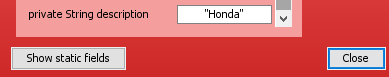 private String description "Honda"
Show static fields Close